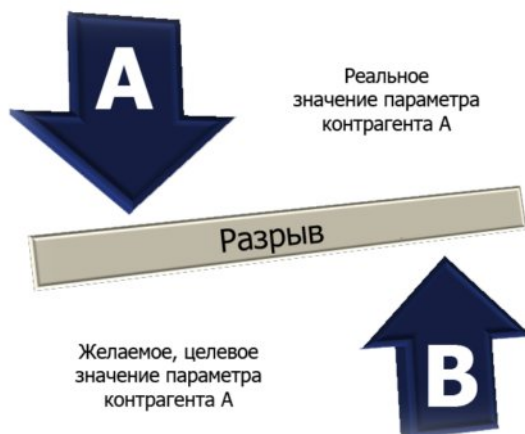 A
Реальное
значение параметра
контрагента А
Разрыв
Желаемое, целевое
значение параметра
контрагента А
B